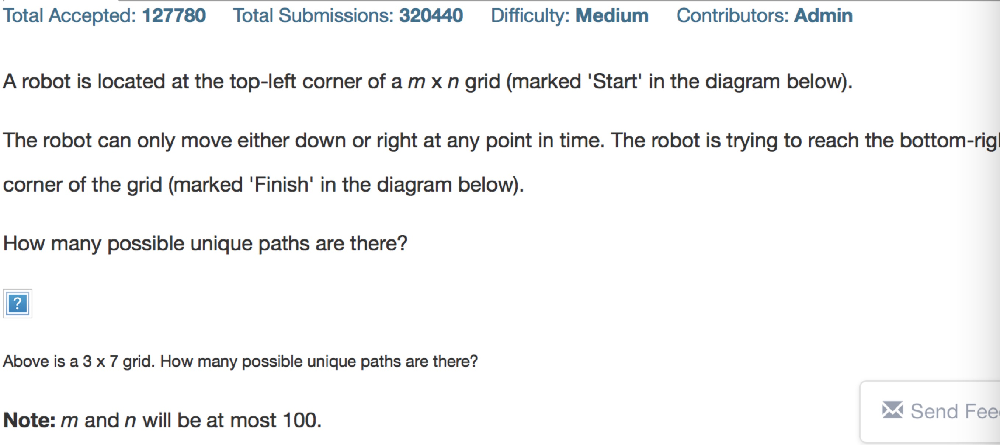 Total Accepted: 127780 Total Submissions: 320440 Difficulty: Medium Contributors: Admin
A robot is located at the top-left corner of a m x n grid (marked 'Start' in the diagram below).
The robot can only move either down or right at any point in time. The robot is trying to reach the bottom-rig
corner of the grid (marked 'Finish' in the diagram below).
How many possible unique paths are there?
?
Above is a 3 x 7 grid. How many possible unique paths are there?
Note: m and n will be at most 100.
Send Fee